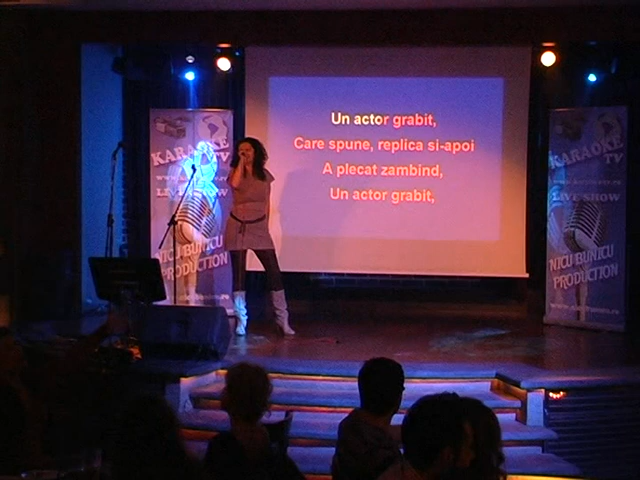 Un actor grabit,
Care spune, replica si-apoi
A plecat zambind,
Un actor grabit,
KARAOKE
TV
LIVE SHOW
NICU BUNICU
PRODUCTION
KARAOKE
TV
LIVE SHOW
NICU BUNICU
PRODUCTION